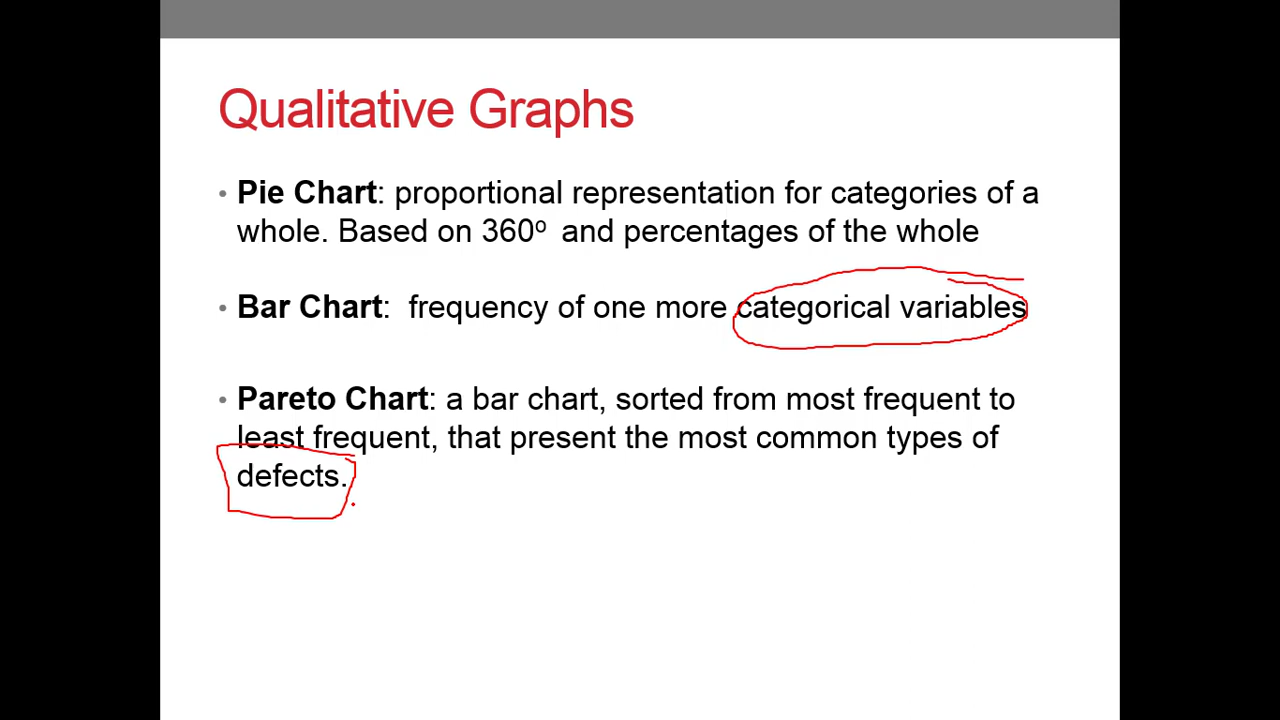 Qualitative Graphs
• Pie Chart: proportional representation for categories of a
whole. Based on 360º and percentages of the whole
• Bar Chart: frequency of one more categorical variables
• Pareto Chart: a bar chart, sorted from most frequent to
least frequent, that present the most common types of
defects.